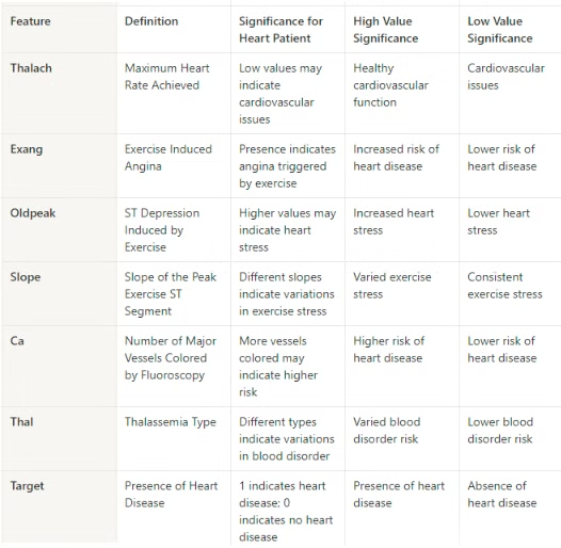 Feature
Definition
Significance for
Heart Patient
High Value
Significance
Low Value
Significance
Thalach
Maximum Heart
Rate Achieved
Low values may
indicate
cardiovascular
issues
Healthy
cardiovascular
function
Cardiovascular
issues
Exang
Exercise Induced
Angina
Presence indicates
angina triggered
by exercise
Increased risk of
heart disease
Lower risk of
heart disease
Oldpeak
ST Depression
Induced by
Exercise
Higher values may
indicate heart
stress
Increased heart
stress
Lower heart
stress
Slope
Slope of the Peak
Exercise ST
Segment
Different slopes
indicate variations
in exercise stress
Varied exercise
stress
Consistent
exercise stress
Ca
Number of Major
Vessels Colored
by Fluoroscopy
More vessels
colored may
indicate higher
risk
Higher risk of
heart disease
Lower risk of
heart disease
Thal
Thalassemia Type
Different types
indicate variations
in blood disorder
Varied blood
disorder risk
Lower blood
disorder risk
Target
Presence of Heart
Disease
1 indicates heart
disease; 0
indicates no heart
disease
Presence of heart
disease
Absence of
heart disease